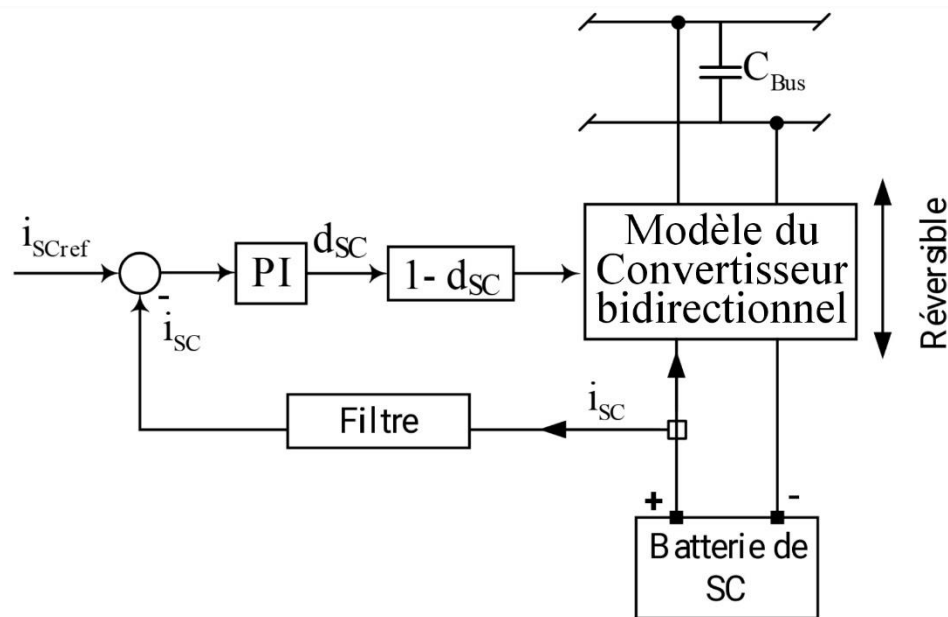 C_Bus
Modèle du
Convertisseur
bidirectionnel
Réversible
i_SCref
-
i_SC
PI
d_SC
1- d_SC
i_SC
Filtre
+
-
Batterie de
SC